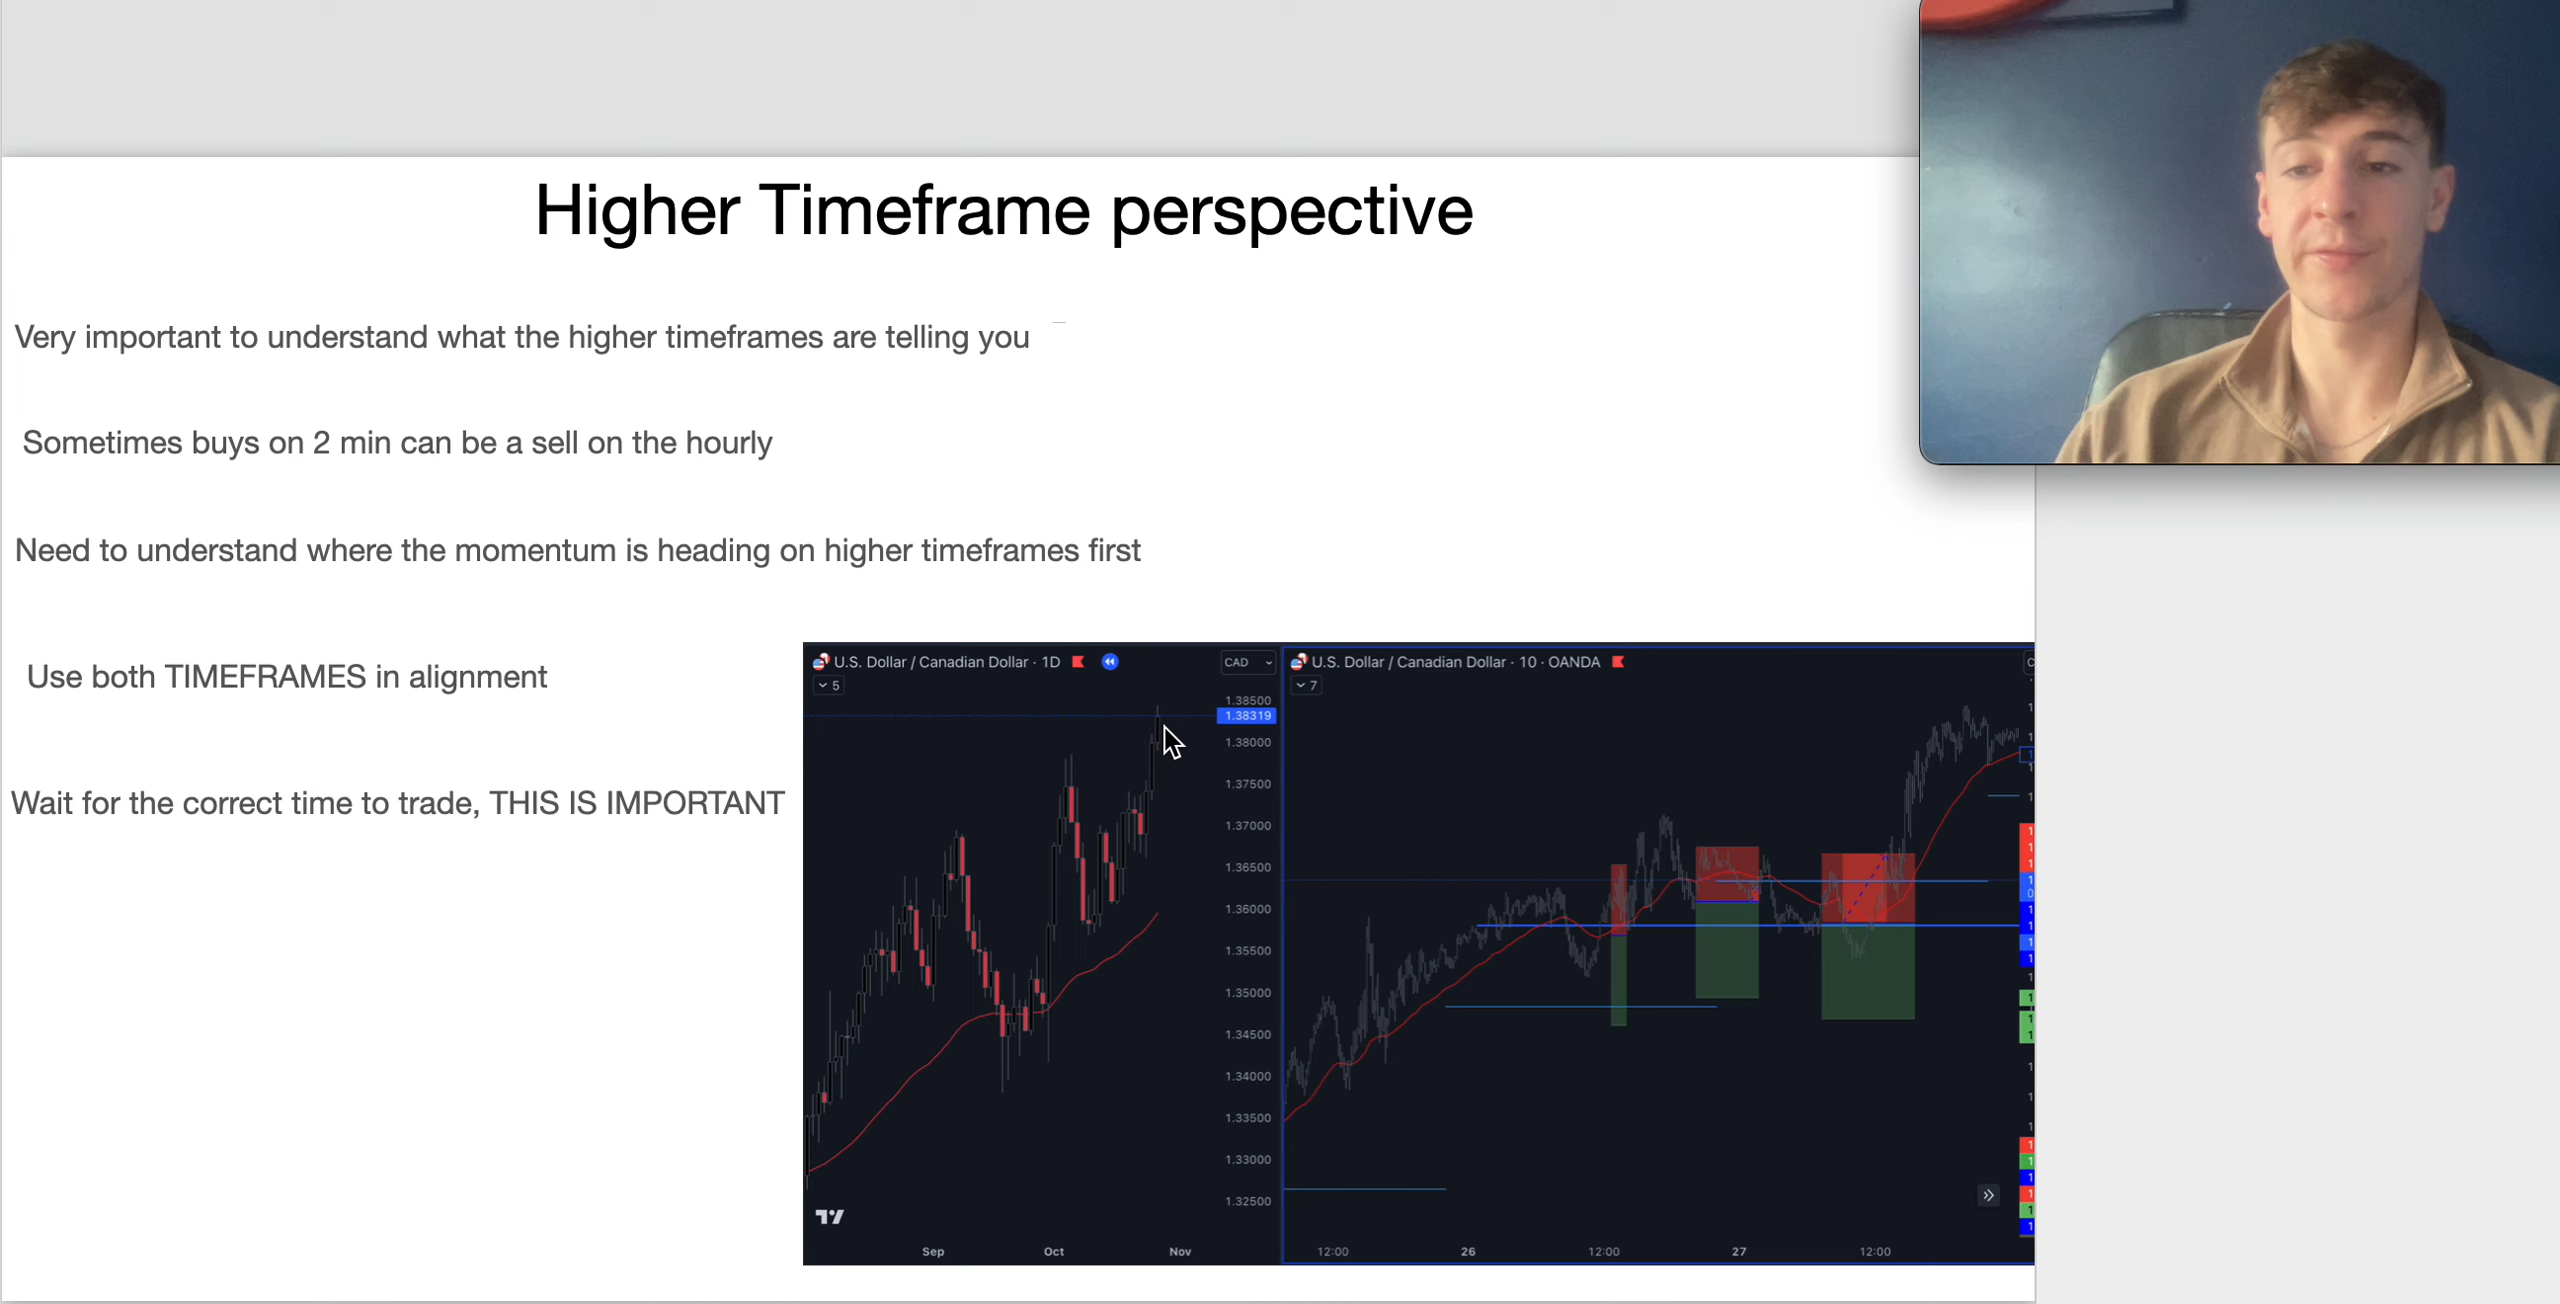 Higher Timeframe perspective
Very important to understand what the higher timeframes are telling you
Sometimes buys on 2 min can be a sell on the hourly
Need to understand where the momentum is heading on higher timeframes first
Use both TIMEFRAMES in alignment
Wait for the correct time to trade, THIS IS IMPORTANT
U.S. Dollar / Canadian Dollar · 1D
CAD
5
1.38500
1.38319
1.38000
1.37500
1.37000
1.36500
1.36000
1.35500
1.35000
1.34500
1.34000
1.33500
1.33000
1.32500
Sep Oct Nov
U.S. Dollar / Canadian Dollar · 10 · OANDA
7
12:00 26 12:00 27 12:00